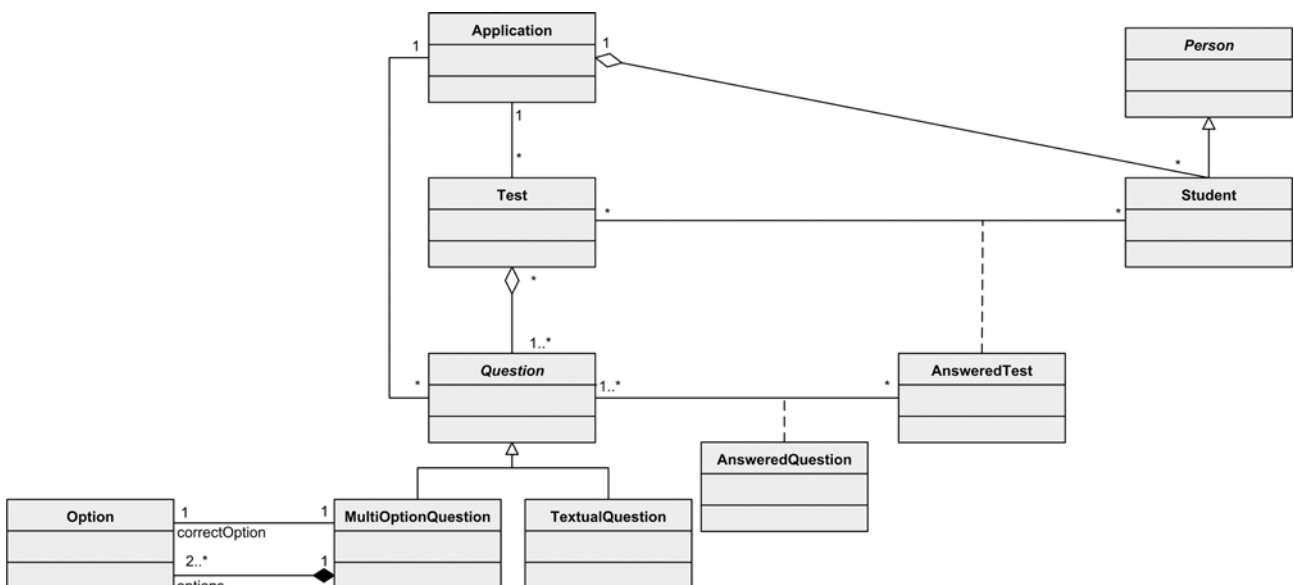 Application
1
1
Person
1
*
*
Test
Student
*
*
*
1..*
Question
AnsweredTest
*
1..*
*
AnsweredQuestion
Option
1
1
MultiOptionQuestion
TextualQuestion
correctOption
2..*
1
options